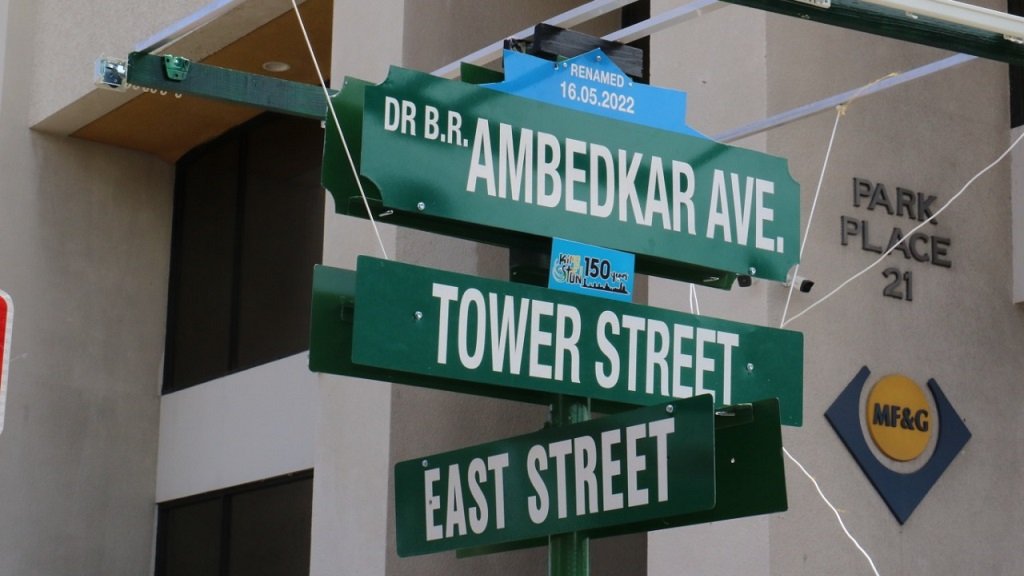 RENAMED
16.05.2022
DR B.R. AMBEDKAR AVE.
150
TOWER STREET
EAST STREET
PARK
PLACE
21
MF&G